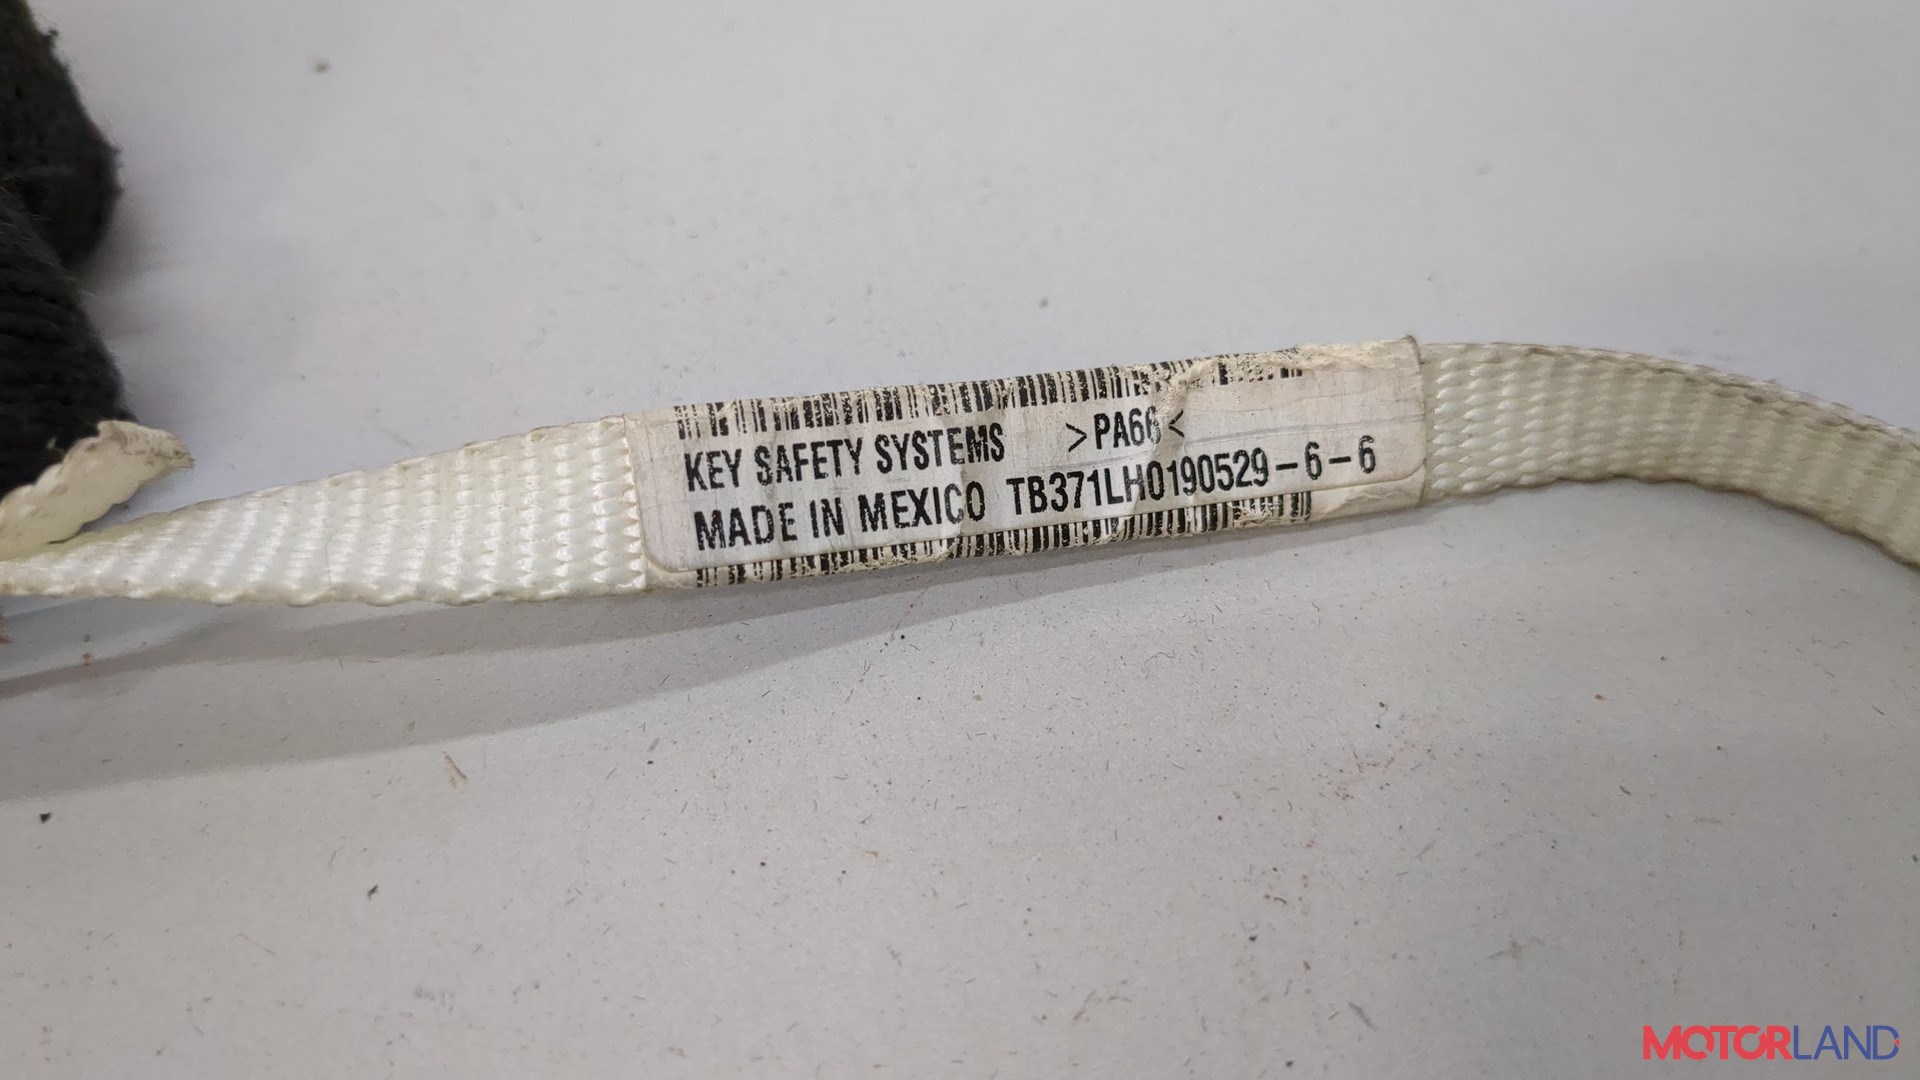 KEY SAFETY SYSTEMS >PA66<
MADE IN MEXICO TB371LH0190529-6-6
MOTORLAND